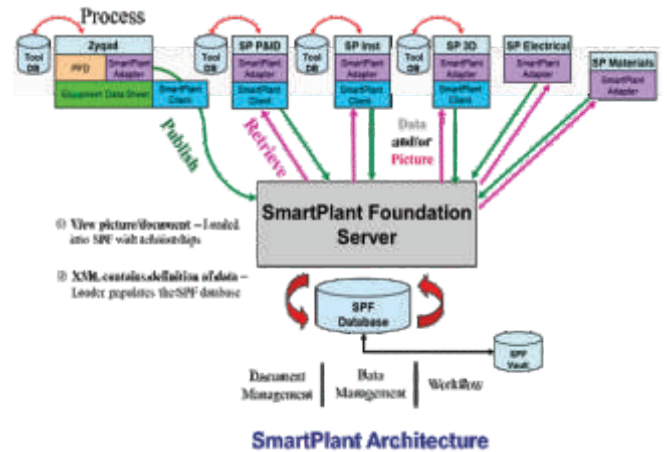 Process
Tool
DB
Zyqad
PFD
SmartPlant
Adapter
Equipment Data Sheet
SmartPlant
Client
Tool
DB
SP P&ID
SmartPlant
Adapter
SmartPlant
Client
Tool
DB
SP Inst
SmartPlant
Adapter
SmartPlant
Client
Tool
DB
SP 3D
SmartPlant
Adapter
SmartPlant
Client
SP Electrical
SmartPlant
Adapter
SP Materials
SmartPlant
Adapter
Publish
Retrieve
Data
and/or
Picture
SmartPlant Foundation
Server
View picture/document – Loaded
into SPF with relationships
XML contains definition of data –
Loader populates the SPF database
SPF
Database
SPF
Vault
Document
Management
Data
Management
Workflow
SmartPlant Architecture